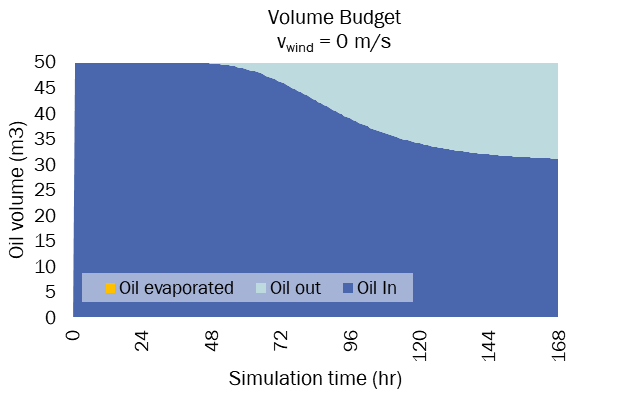 Volume Budget
vwind = 0 m/s
Oil volume (m3)
50
45
40
35
30
25
20
15
10
5
0
Oil evaporated Oil out Oil In
0 24 48 72 96 120 144 168
Simulation time (hr)